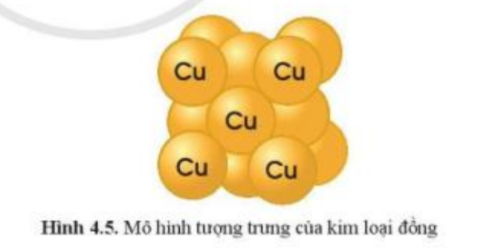 Cu Cu
Cu
Cu Cu
Hình 4.5. Mô hình tượng trưng của kim loại đồng